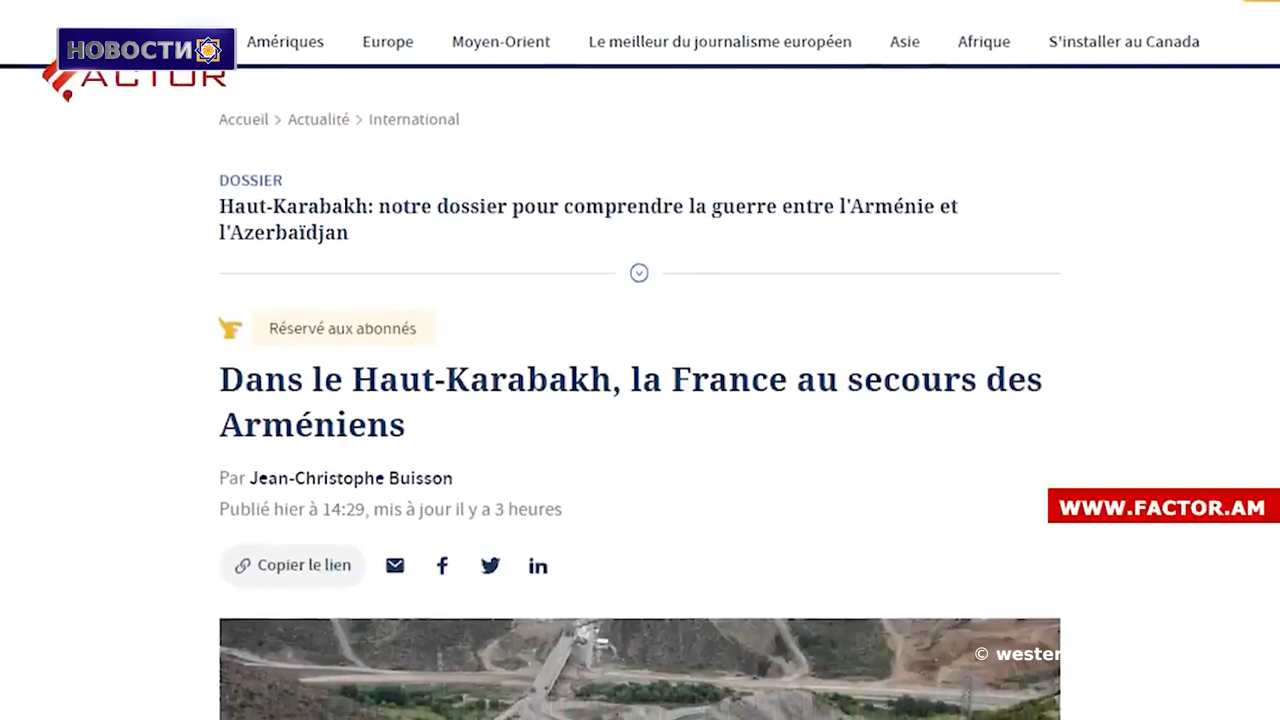 НОВОСТИ
Amériques Europe Moyen-Orient Le meilleur du journalisme européen Asie Afrique S'installer au Canada
ACTOR
Accueil > Actualité > International
DOSSIER
Haut-Karabakh: notre dossier pour comprendre la guerre entre l'Arménie et
l'Azerbaïdjan
Réservé aux abonnés
Dans le Haut-Karabakh, la France au secours des
Arméniens
Par Jean-Christophe Buisson
Publié hier à 14:29, mis à jour il y a 3 heures
WWW.FACTOR.AM
Copier le lien
© wester